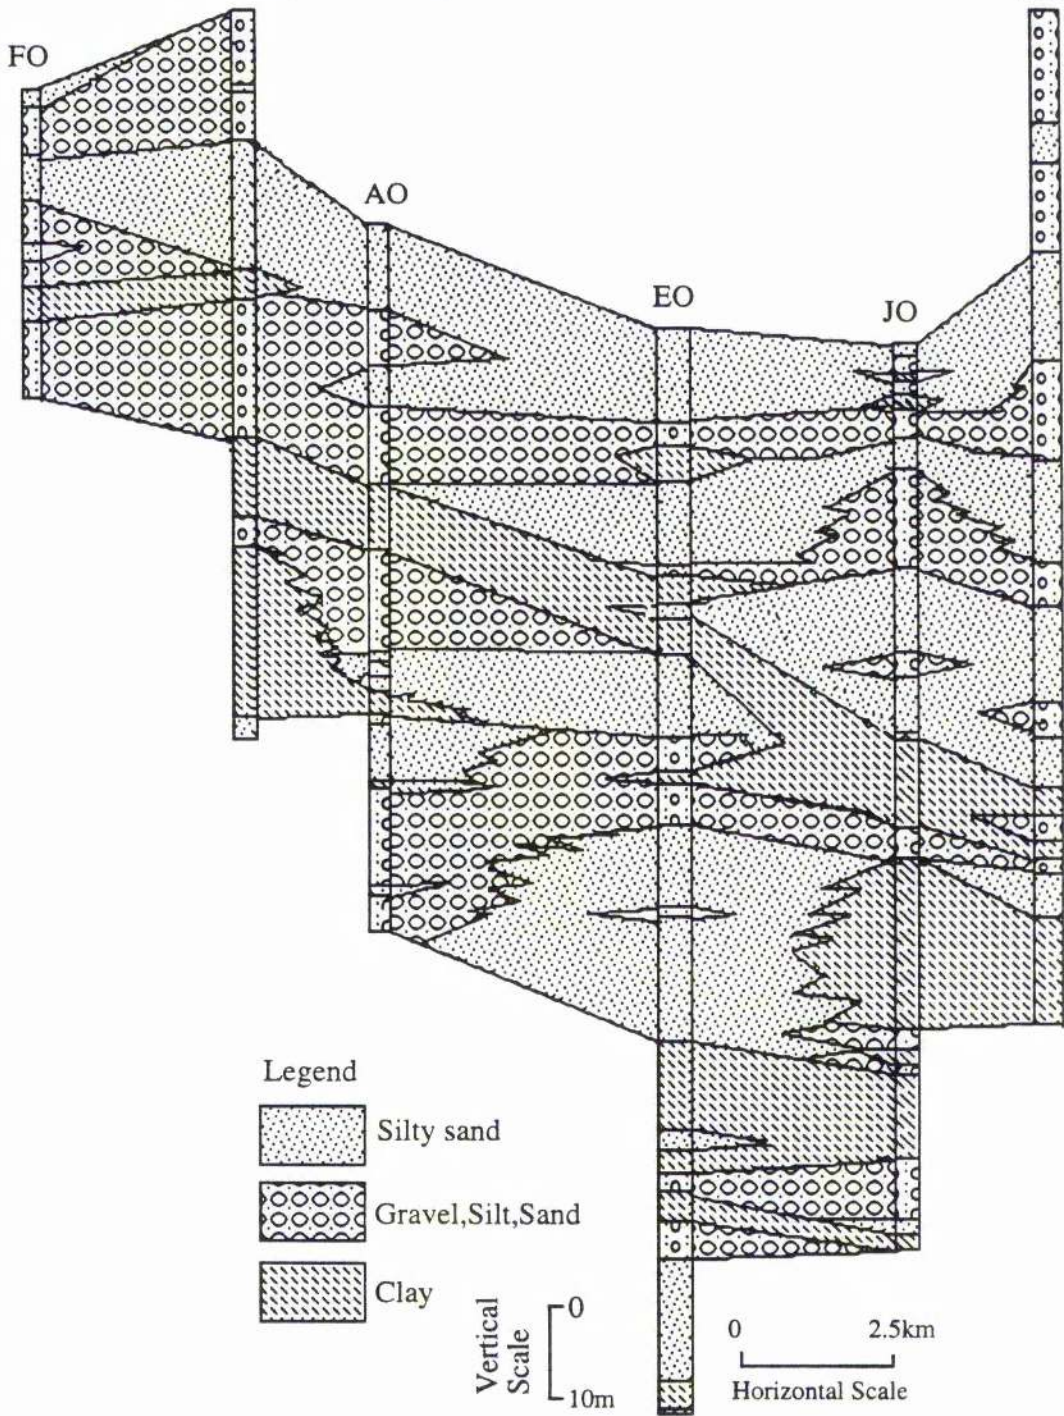 FO
AO
EO
JO
Legend
Silty sand
Gravel,Silt,Sand
Clay
Vertical
Scale
0
10m
0 2.5km
Horizontal Scale